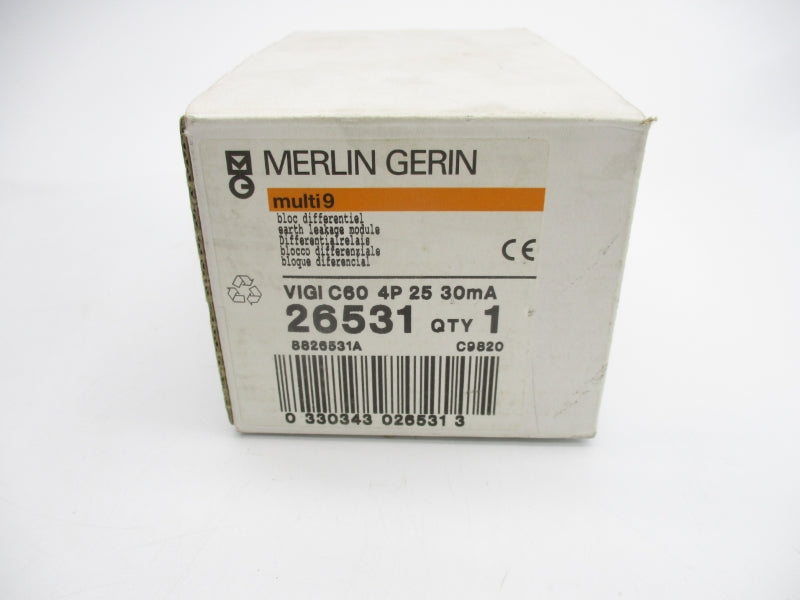 MERLIN GERIN
multi9
bloc differentiel
earth leakage module
Differentialrelais
blocco differenziale
bloque diferencial
CE
VIGI C60 4P 25 30mA
26531 QTY 1
8826531A C9820
0 330343 026531 3